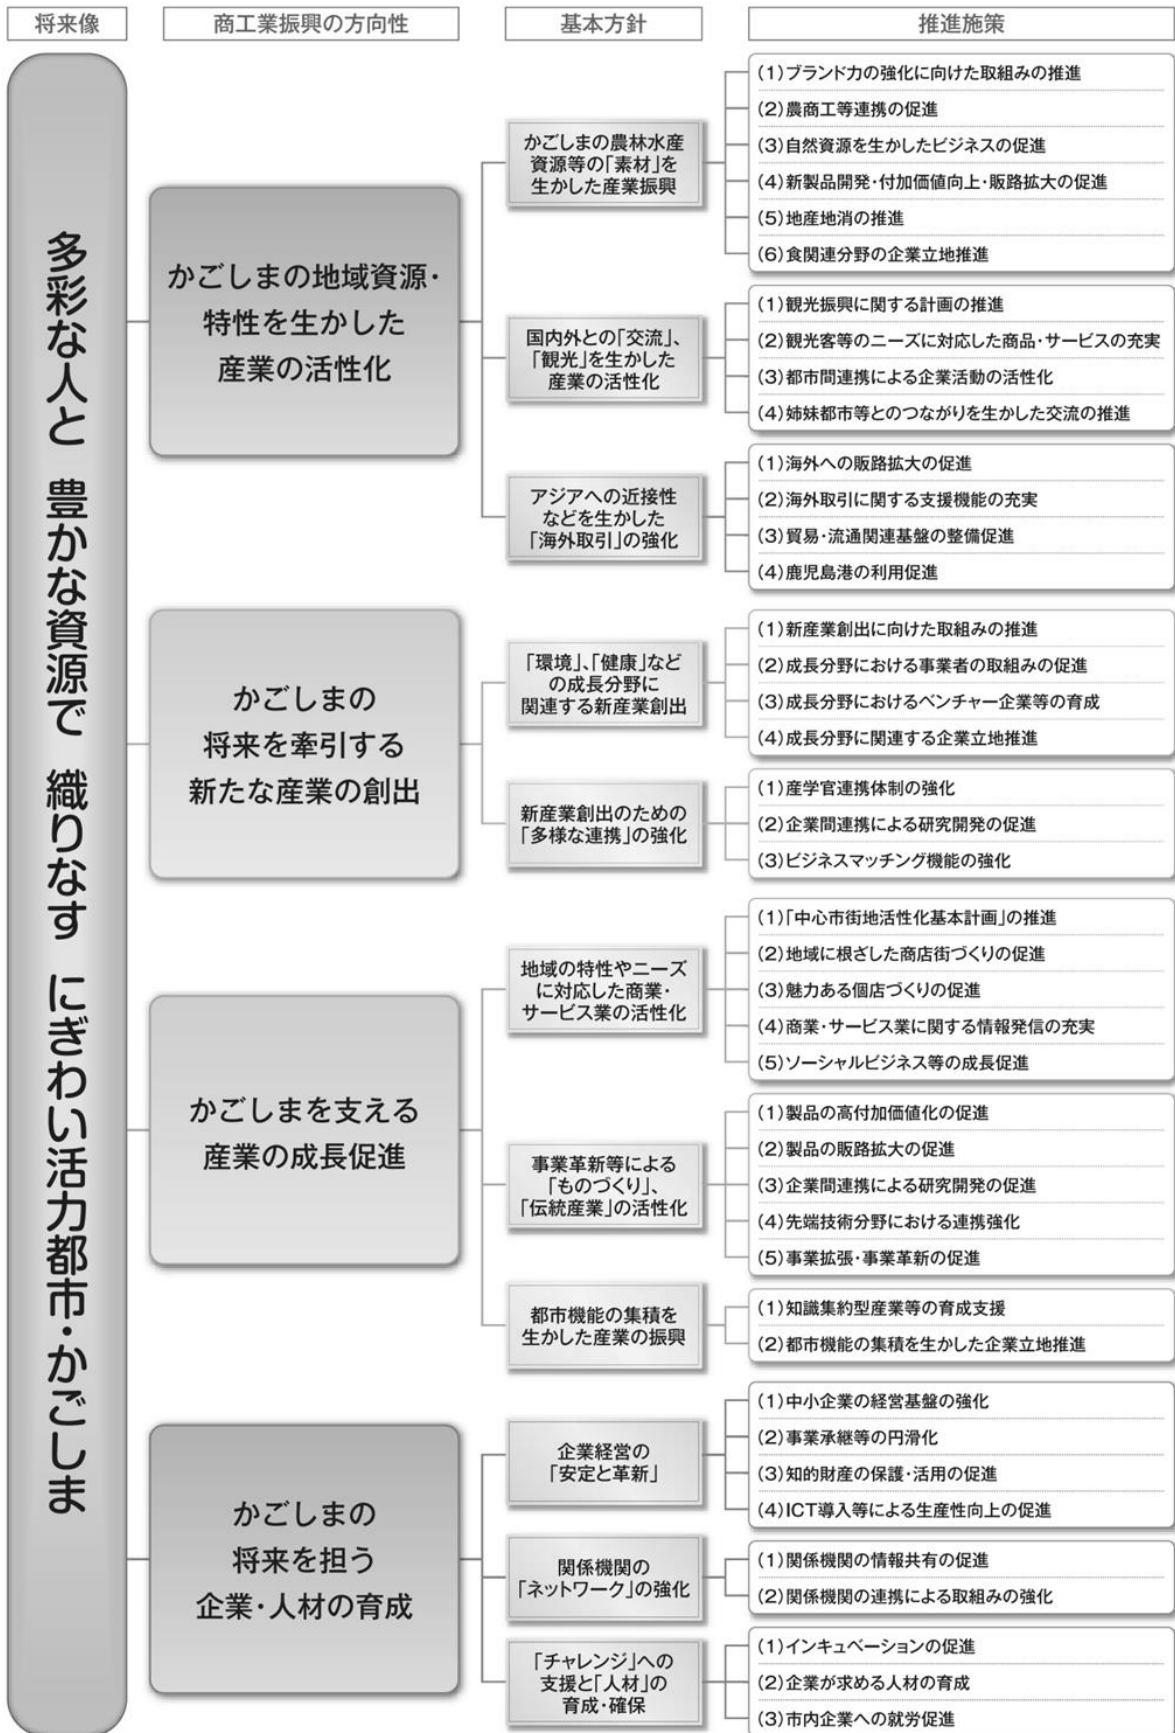 将来像
商工業振興の方向性
基本方針
推進施策
多彩な人と 豊かな資源で 織りなす にぎわい活力都市・かごしま
かごしまの地域資源・
特性を生かした
産業の活性化
かごしまの農林水産
資源等の「素材」を
生かした産業振興
(1)ブランド力の強化に向けた取組みの推進
(2)農商工等連携の促進
(3)自然資源を生かしたビジネスの促進
(4)新製品開発・付加価値向上・販路拡大の促進
(5)地産地消の推進
(6)食関連分野の企業立地推進
国内外との「交流」、
「観光」を生かした
産業の活性化
(1)観光振興に関する計画の推進
(2)観光客等のニーズに対応した商品・サービスの充実
(3)都市間連携による企業活動の活性化
(4)姉妹都市等とのつながりを生かした交流の推進
アジアへの近接性
などを生かした
「海外取引」の強化
(1)海外への販路拡大の促進
(2)海外取引に関する支援機能の充実
(3)貿易・流通関連基盤の整備促進
(4)鹿児島港の利用促進
かごしまの
将来を牽引する
新たな産業の創出
「環境」、「健康」など
の成長分野に
関連する新産業創出
(1)新産業創出に向けた取組みの推進
(2)成長分野における事業者の取組みの促進
(3)成長分野におけるベンチャー企業等の育成
(4)成長分野に関連する企業立地推進
新産業創出のための
「多様な連携」の強化
(1)産学官連携体制の強化
(2)企業間連携による研究開発の促進
(3)ビジネスマッチング機能の強化
かごしまを支える
産業の成長促進
地域の特性やニーズ
に対応した商業・
サービス業の活性化
(1)「中心市街地活性化基本計画」の推進
(2)地域に根ざした商店街づくりの促進
(3)魅力ある個店づくりの促進
(4)商業・サービス業に関する情報発信の充実
(5)ソーシャルビジネス等の成長促進
事業革新等による
「ものづくり」、
「伝統産業」の活性化
(1)製品の高付加価値化の促進
(2)製品の販路拡大の促進
(3)企業間連携による研究開発の促進
(4)先端技術分野における連携強化
(5)事業拡張・事業革新の促進
都市機能の集積を
生かした産業の振興
(1)知識集約型産業等の育成支援
(2)都市機能の集積を生かした企業立地推進
かごしまの
将来を担う
企業・人材の育成
企業経営の
「安定と革新」
(1)中小企業の経営基盤の強化
(2)事業承継等の円滑化
(3)知的財産の保護・活用の促進
(4)ICT導入等による生産性向上の促進
関係機関の
「ネットワーク」の強化
(1)関係機関の情報共有の促進
(2)関係機関の連携による取組みの強化
「チャレンジ」への
支援と「人材」の
育成・確保
(1)インキュベーションの促進
(2)企業が求める人材の育成
(3)市内企業への就労促進